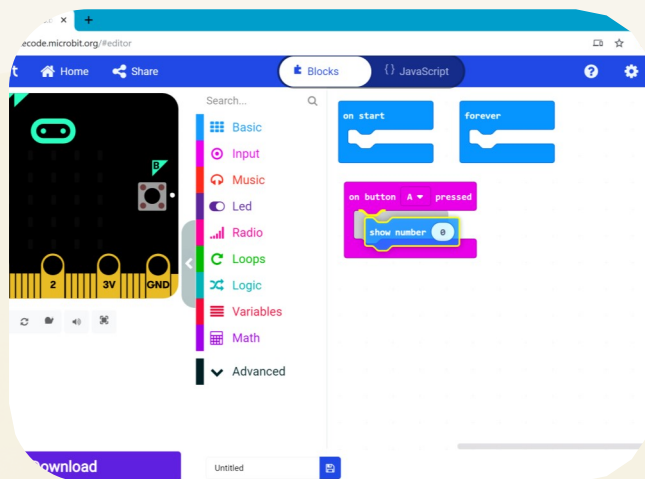 ecode.microbit.org/#editor
t Home Share Blocks {} JavaScript ?
Search...
Basic
Input
Music
Led
Radio
Loops
Logic
Variables
Math
Advanced
B
2 3V GND
on start
forever
on button A pressed
show number 0
Download
Untitled